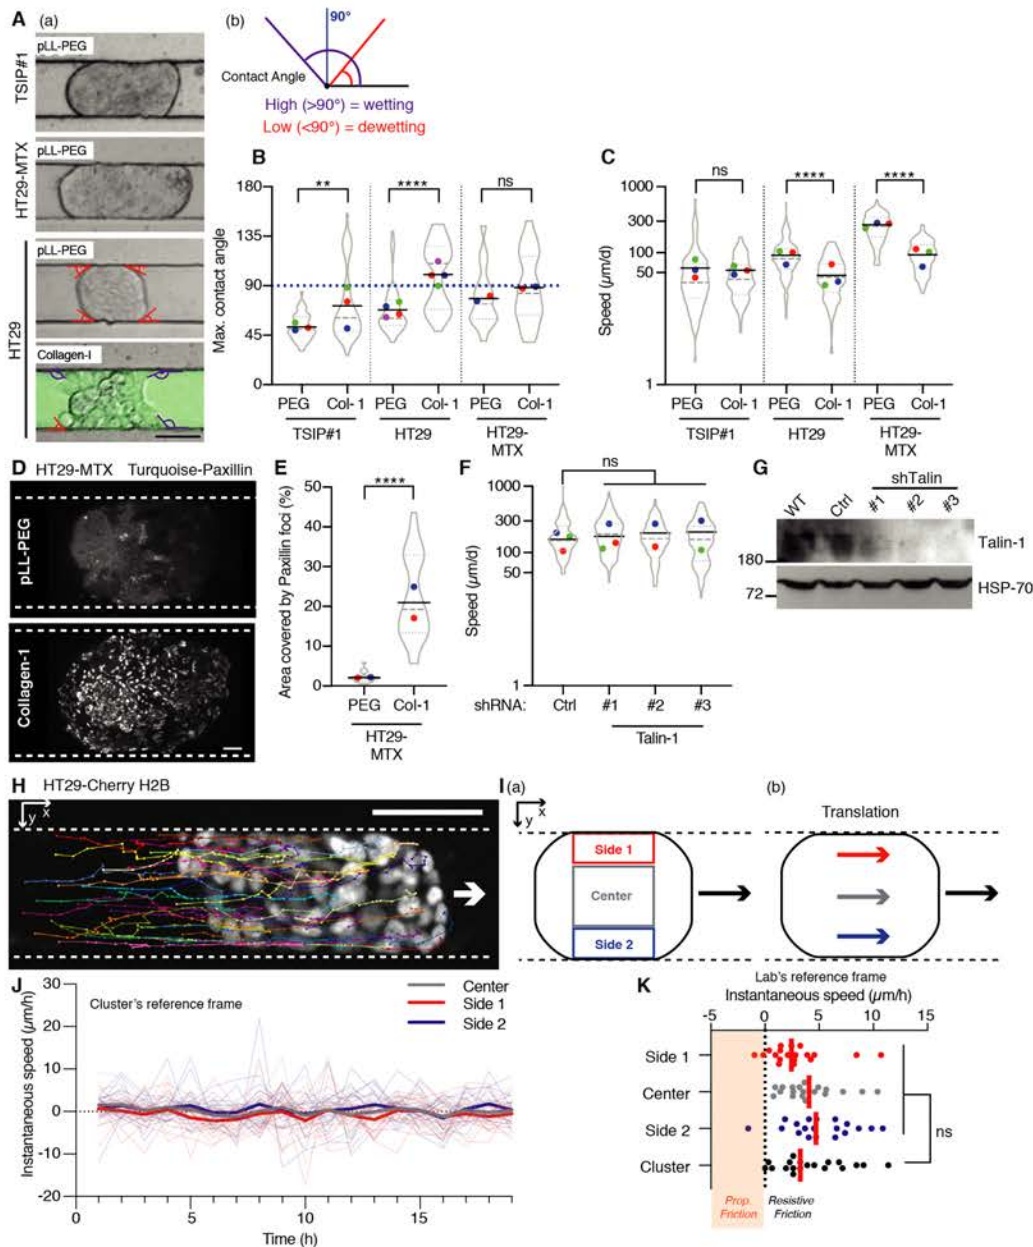 A (a)
pLL-PEG
TSIP#1
pLL-PEG
HT29-MTX
pLL-PEG
HT29
Collagen-I
(b)
90°
Contact Angle
High (>90°) = wetting
Low (<90°) = dewetting
B
180
135
90
45
0
Max. contact angle
** **** ns
PEG Col-1 PEG Col-1 PEG Col-1
TSIP#1 HT29 HT29-
MTX
C
1000
300
100
50
1
Speed (µm/d)
ns **** ****
PEG Col-1 PEG Col-1 PEG Col-1
TSIP#1 HT29 HT29-
MTX
D HT29-MTX Turquoise-Paxillin
pLL-PEG
Collagen-1
E
50
40
30
20
10
0
Area covered by Paxillin foci (%)
****
PEG Col-1
HT29-
MTX
F
1000
300
100
50
1
Speed (µm/d)
ns
shRNA: Ctrl #1 #2 #3
Talin-1
G
shTalin
WT Ctrl #1 #2 #3
180
Talin-1
72
HSP-70
H HT29-Cherry H2B
x
y
I (a)
x
y
Side 1
Center
Side 2
(b)
Translation
J
30
20
10
0
-10
-20
Instantaneous speed (µm/h)
Cluster's reference frame
Center
Side 1
Side 2
0 5 10 15
Time (h)
K
Lab's reference frame
Instantaneous speed (µm/h)
-5 0 5 10 15
Side 1
Center
Side 2
Cluster
ns
Prop. Resistive
Friction Friction